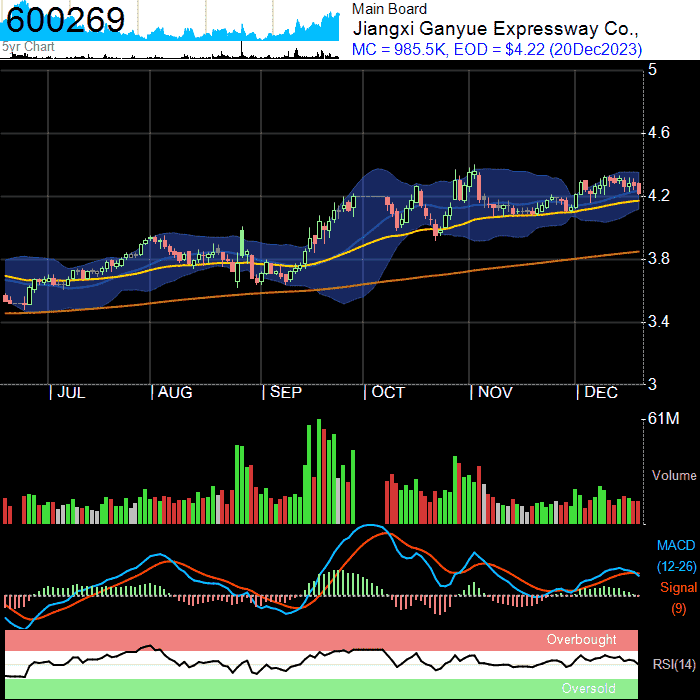 600269
5yr Chart
Main Board
Jiangxi Ganyue Expressway Co.,
MC = 985.5K, EOD = $4.22 (20Dec2023)
5
4.6
4.2
3.8
3.4
3
| JUL | AUG | SEP | OCT | NOV | DEC
61M
Volume
MACD
(12-26)
Signal
(9)
Overbought
RSI(14)
Oversold